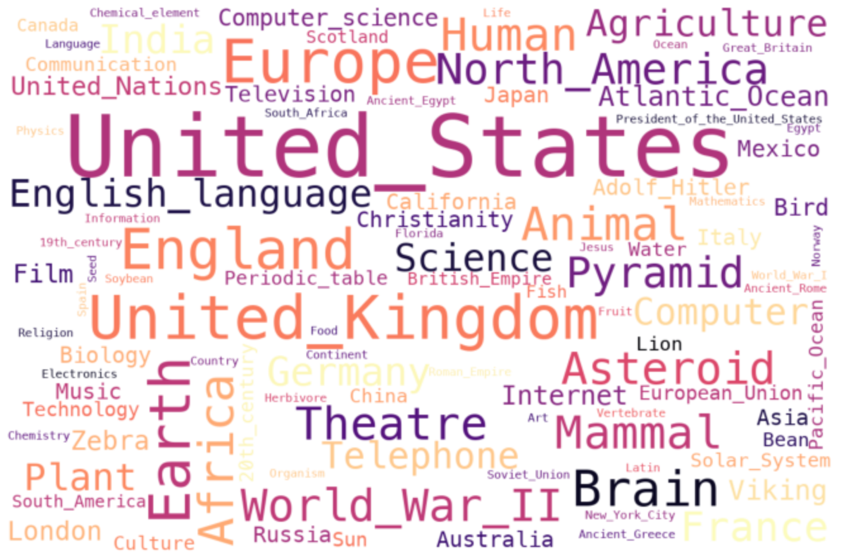 Chemical_element
Life
Canada
Computer_science
Agriculture
India
Human
Scotland
Language
Ocean
Great_Britain
Europe
North_America
Communication
United_Nations
Television
Ancient_Egypt
Japan
Atlantic_Ocean
South_Africa
President_of_the_United_States
Physics
United_States
Egypt
Mexico
English_language
California
Adolf_Hitler
Mathematics
Bird
Information
Christianity
Animal
Florida
19th_century
England
Science
Jesus
Water
Italy
Norway
Film
Seed
Soybean
Periodic_table
British_Empire
Pyramid
World_War_I
Ancient_Rome
Spain
Fish
United_Kingdom
Fruit
Computer
Religion
Food
Lion
Pacific_Ocean
Biology
Country
Continent
Electronics
Earth
Germany
Roman_Empire
Asteroid
Music
Africa
20th_century
Herbivore
China
Internet
European_Union
Technology
Theatre
Art
Vertebrate
Asia
Chemistry
Zebra
Mammal
Bean
Telephone
Solar_System
Plant
Organism
Soviet_Union
Latin
Brain
Viking
South_America
World_War_II
New_York_City
France
London
Culture
Russia
Sun
Australia
Ancient_Greece